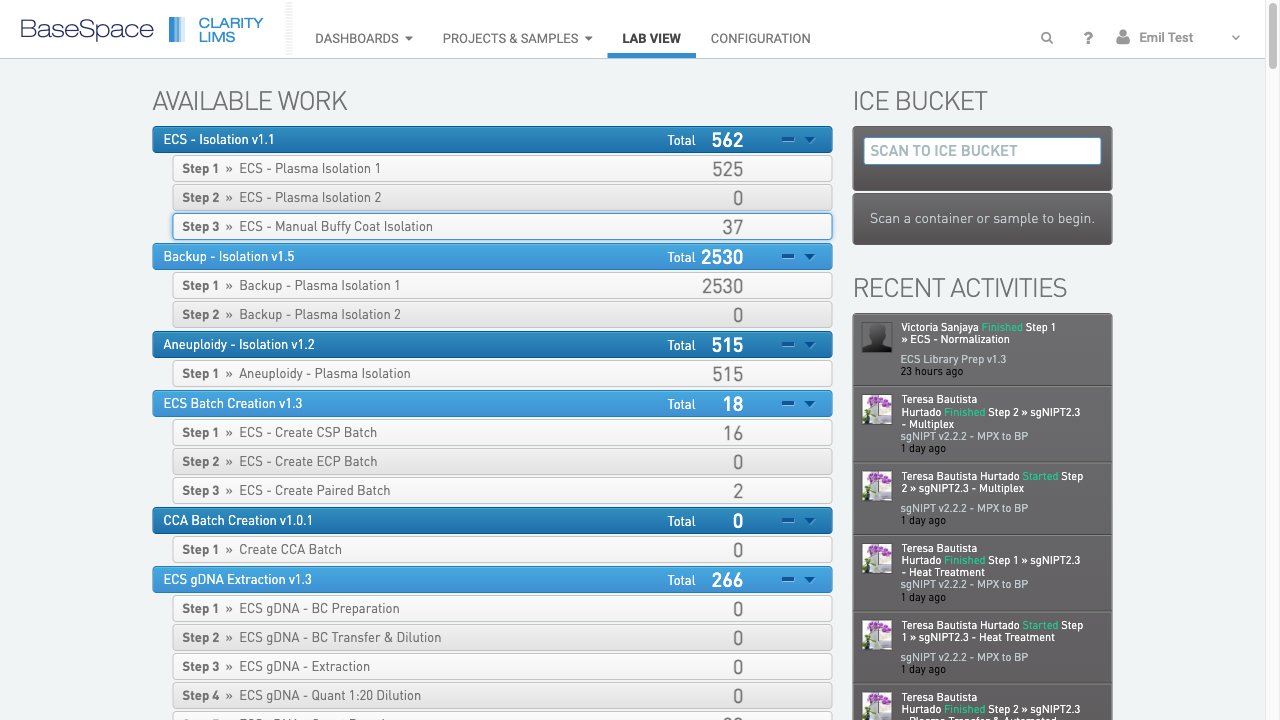 BaseSpace CLARITY LIMS
DASHBOARDS PROJECTS & SAMPLES LAB VIEW CONFIGURATION
? Emil Test
AVAILABLE WORK
ECS - Isolation v1.1 Total 562
Step 1 » ECS - Plasma Isolation 1 525
Step 2 » ECS - Plasma Isolation 2 0
Step 3 » ECS - Manual Buffy Coat Isolation 37
Backup - Isolation v1.5 Total 2530
Step 1 » Backup - Plasma Isolation 1 2530
Step 2 » Backup - Plasma Isolation 2 0
Aneuploidy - Isolation v1.2 Total 515
Step 1 » Aneuploidy - Plasma Isolation 515
ECS Batch Creation v1.3 Total 18
Step 1 » ECS - Create CSP Batch 16
Step 2 » ECS - Create ECP Batch 0
Step 3 » ECS - Create Paired Batch 2
CCA Batch Creation v1.0.1 Total 0
Step 1 » Create CCA Batch 0
ECS gDNA Extraction v1.3 Total 266
Step 1 » ECS gDNA - BC Preparation 0
Step 2 » ECS gDNA - BC Transfer & Dilution 0
Step 3 » ECS gDNA - Extraction 0
Step 4 » ECS gDNA - Quant 1:20 Dilution 0
ICE BUCKET
SCAN TO ICE BUCKET
Scan a container or sample to begin.
RECENT ACTIVITIES
Victoria Sanjaya Finished Step 1
» ECS - Normalization
ECS Library Prep v1.3
23 hours ago
Teresa Bautista
Hurtado Finished Step 2 » sgNIPT2.3
- Multiplex
sgNIPT v2.2.2 - MPX to BP
1 day ago
Teresa Bautista Hurtado Started Step
2 » sgNIPT2.3 - Multiplex
sgNIPT v2.2.2 - MPX to BP
1 day ago
Teresa Bautista
Hurtado Finished Step 1 » sgNIPT2.3
- Heat Treatment
sgNIPT v2.2.2 - MPX to BP
1 day ago
Teresa Bautista Hurtado Started Step
1 » sgNIPT2.3 - Heat Treatment
sgNIPT v2.2.2 - MPX to BP
1 day ago
Teresa Bautista
Hurtado Finished Step 2 » sgNIPT2.3